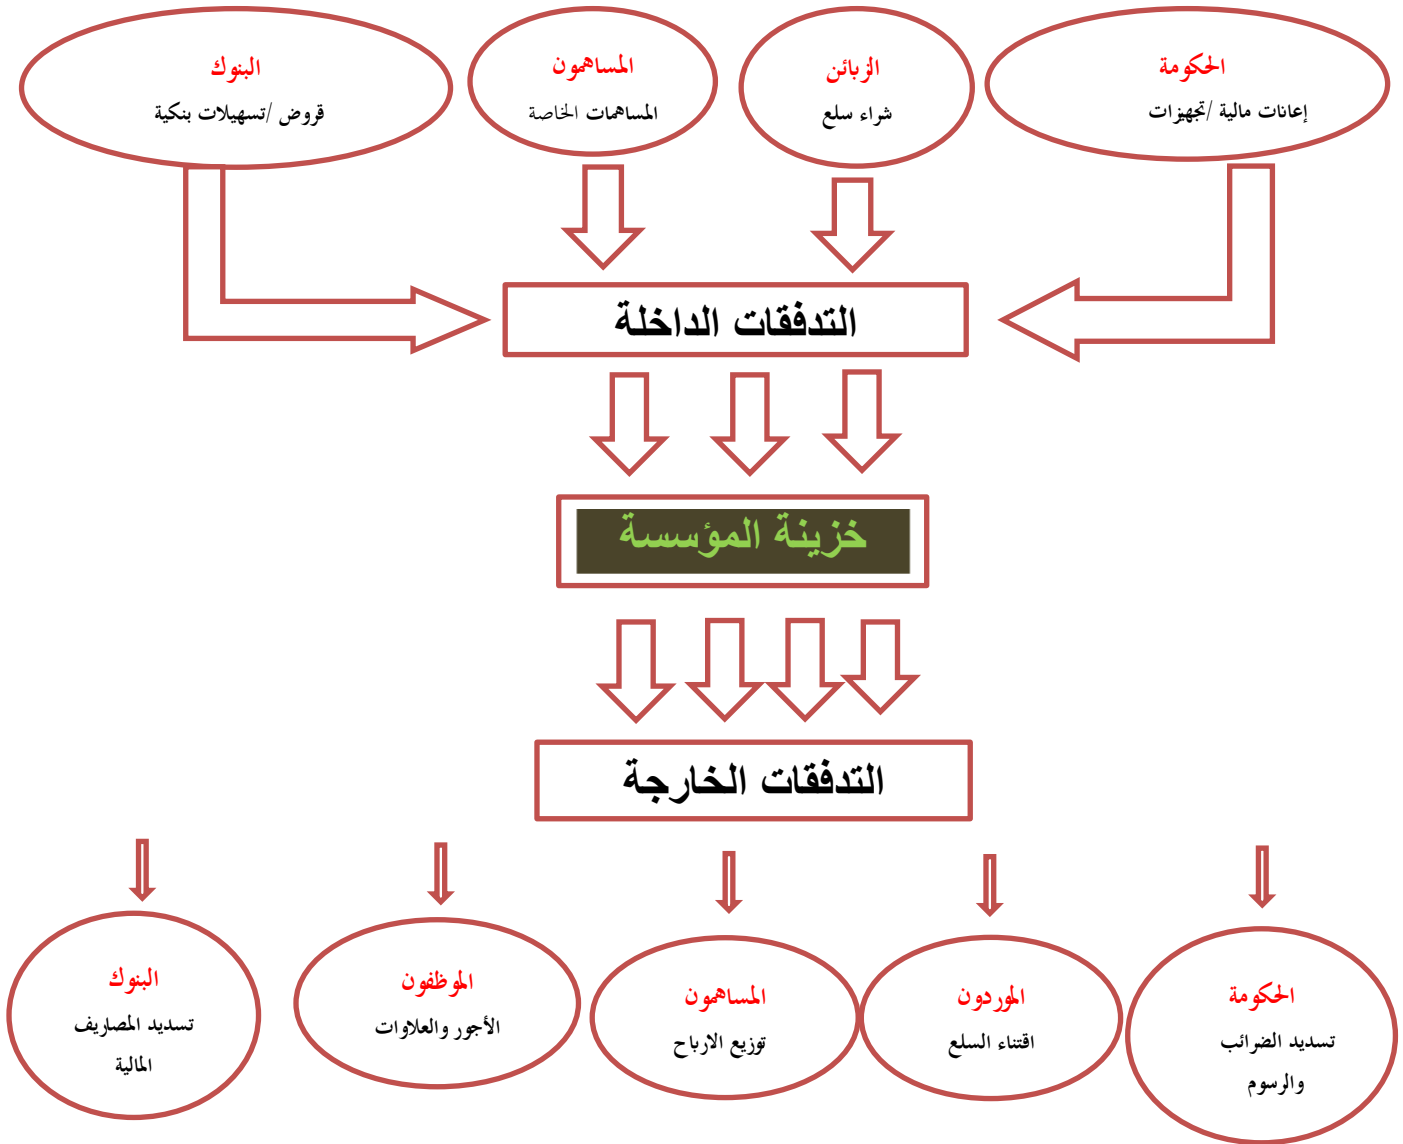 الحكومة
إعانات مالية /تجهيزات
الزبائن
شراء سلع
المساهمون
المساهمات الخاصة
البنوك
قروض /تسهيلات بنكية
التدفقات الداخلة
خزينة المؤسسة
التدفقات الخارجة
الحكومة
تسديد الضرائب
والرسوم
الموردون
اقتناء السلع
المساهمون
توزيع الارباح
الموظفون
الأجور والعلاوات
البنوك
تسديد المصاريف
المالية